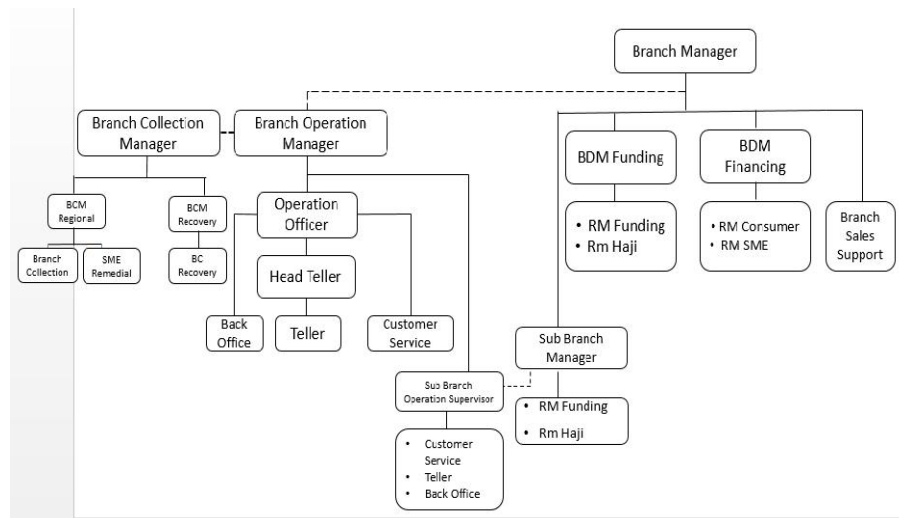 Branch Manager
Branch Collection
Manager
Branch Operation
Manager
BDM Funding
BDM
Financing
BCM
Regional
BCM
Recovery
Operation
Officer
• RM Funding
• Rm Haji
• RM Consumer
• RM SME
Branch
Sales
Support
Branch
Collection
SME
Remedial
BC
Recovery
Head Teller
Back
Office
Teller
Customer
Service
Sub Branch
Manager
Sub Branch
Operation Supervisor
• RM Funding
• Rm Haji
• Customer
Service
• Teller
• Back Office